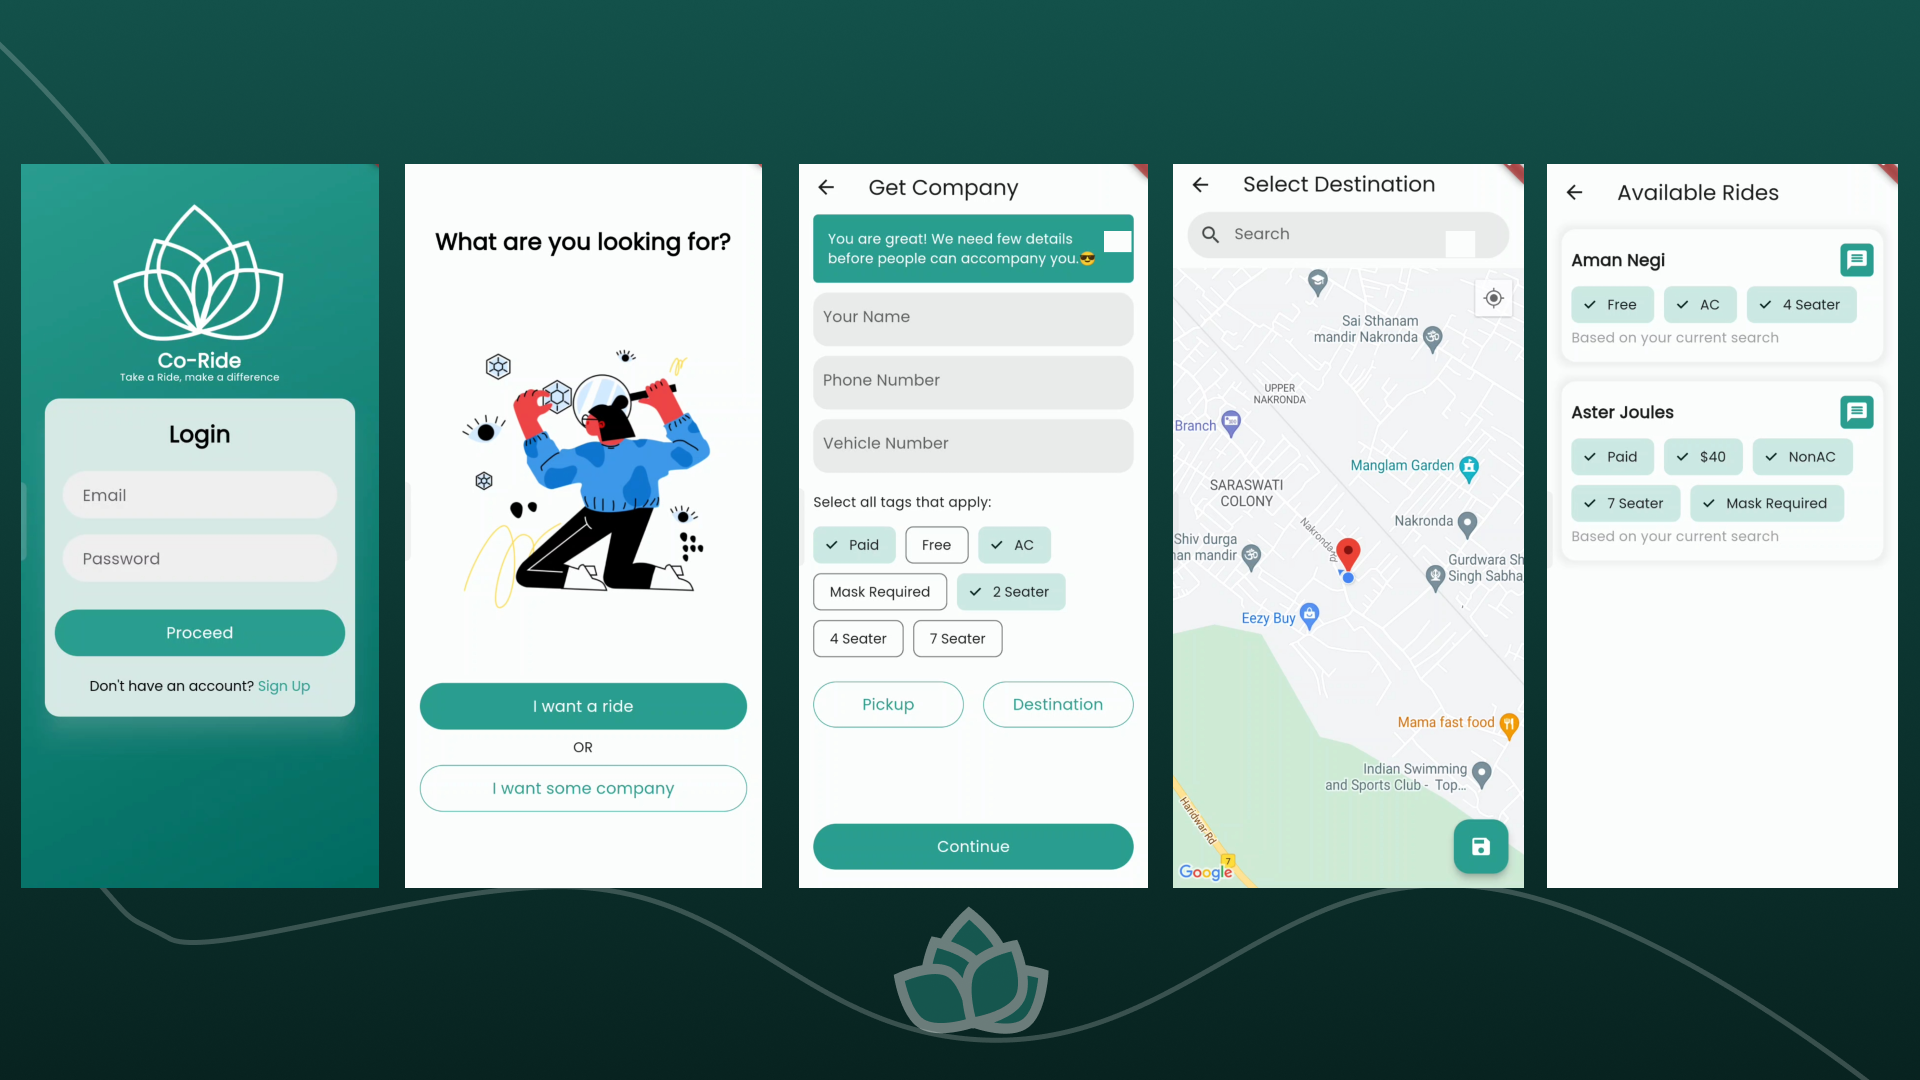 Co-Ride
Take a Ride, make a difference
Login
Email
Password
Proceed
Don't have an account? Sign Up
What are you looking for?
I want a ride
OR
I want some company
Get Company
You are great! We need few details
before people can accompany you.😎
Your Name
Phone Number
Vehicle Number
Select all tags that apply:
Paid
Free
AC
Mask Required
2 Seater
4 Seater
7 Seater
Pickup
Destination
Continue
Select Destination
Search
Sai Sthanam
mandir Nakronda
UPPER
NAKRONDA
Branch
Manglam Garden
SARASWATI
COLONY
Nakronda
Nakronda Rd
Shiv durga
an mandir
Gurdwara Sh
Singh Sabha
Eezy Buy
Mama fast food
Indian Swimming
and Sports Club - Top...
Haridwar Rd
7
Google
Available Rides
Aman Negi
Free
AC
4 Seater
Based on your current search
Aster Joules
Paid
$40
NonAC
7 Seater
Mask Required
Based on your current search